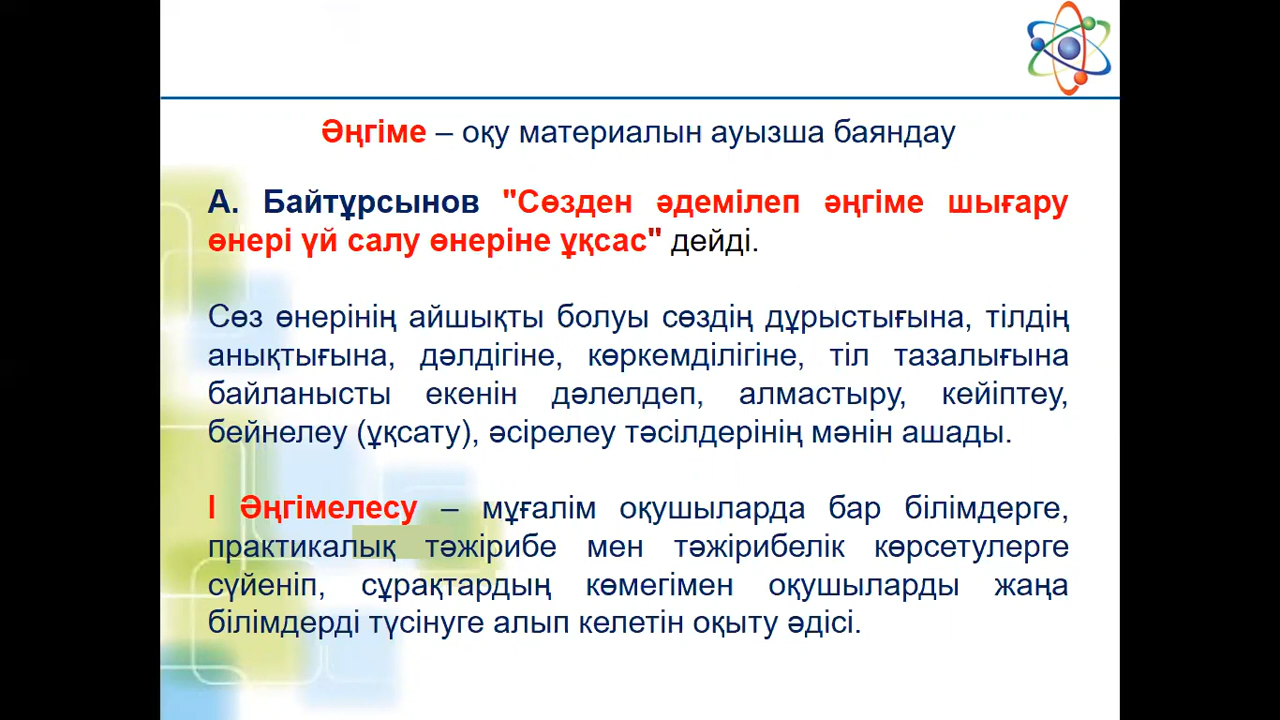 Әңгіме – оқу материалын ауызша баяндау
А. Байтұрсынов "Сөзден әдемілеп әңгіме шығару
өнері үй салу өнеріне ұқсас" дейді.
Сөз өнерінің айшықты болуы сөздің дұрыстығына, тілдің
анықтығына, дәлдігіне, көркемділігіне, тіл тазалығына
байланысты екенін дәлелдеп, алмастыру, кейіптеу,
бейнелеу (ұқсату), әсірелеу тәсілдерінің мәнін ашады.
І Әңгімелесу – мұғалім оқушыларда бар білімдерге,
практикалық тәжірибе мен тәжірибелік көрсетулерге
сүйеніп, сұрақтардың көмегімен оқушыларды жаңа
білімдерді түсінуге алып келетін оқыту әдісі.